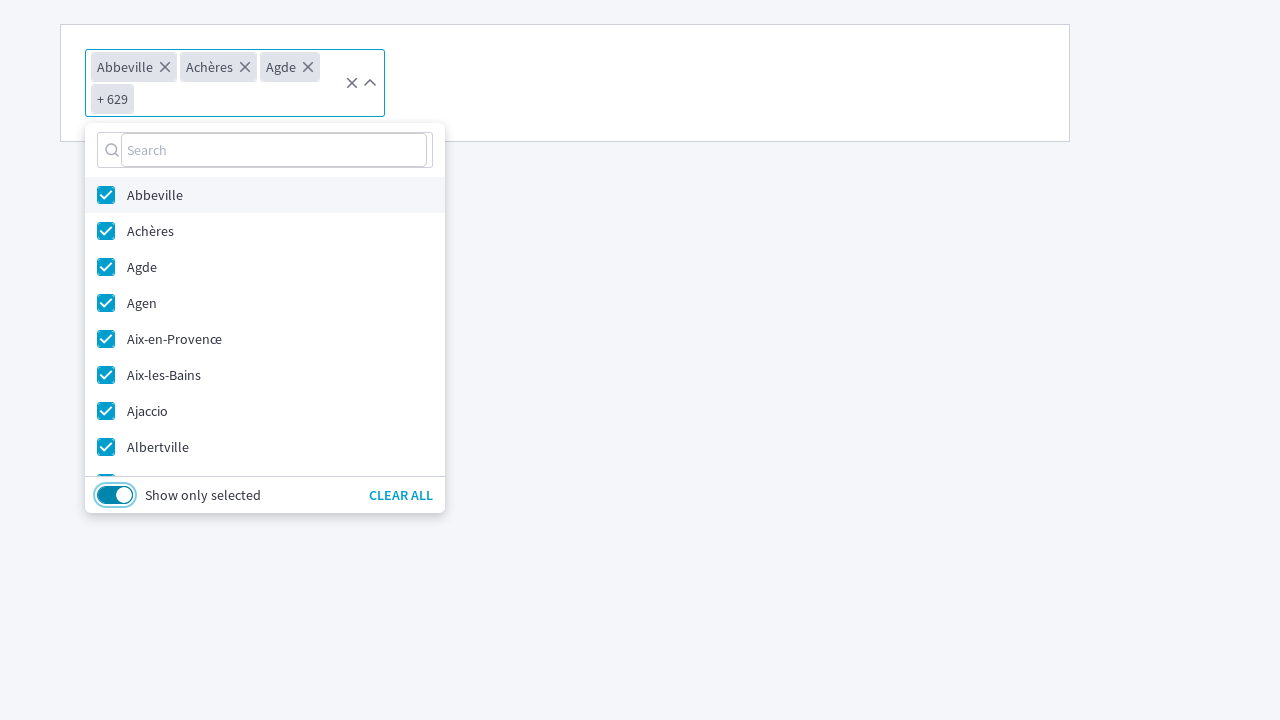 Abbeville Achères Agde
+ 629
Search
Abbeville
Achères
Agde
Agen
Aix-en-Provence
Aix-les-Bains
Ajaccio
Albertville
Show only selected CLEAR ALL